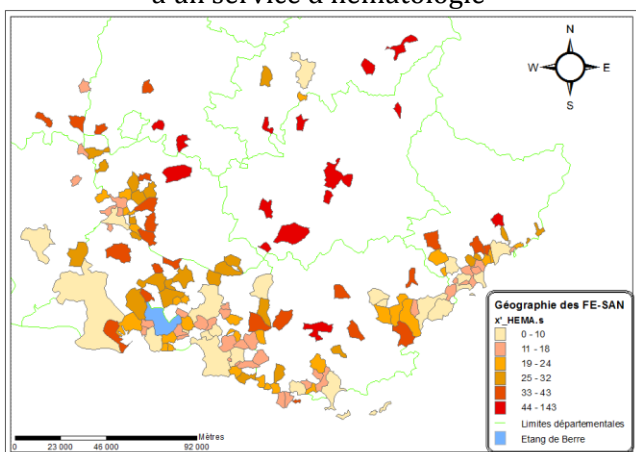 à un service d'hématologie
N
W
E
S
Géographie des FE-SAN
x'_HEMA.s
0 - 10
11 - 18
19 - 24
25 - 32
33 - 43
44 - 143
Limites départementales
Etang de Berre
Mètres
0 23 000 46 000 92 000